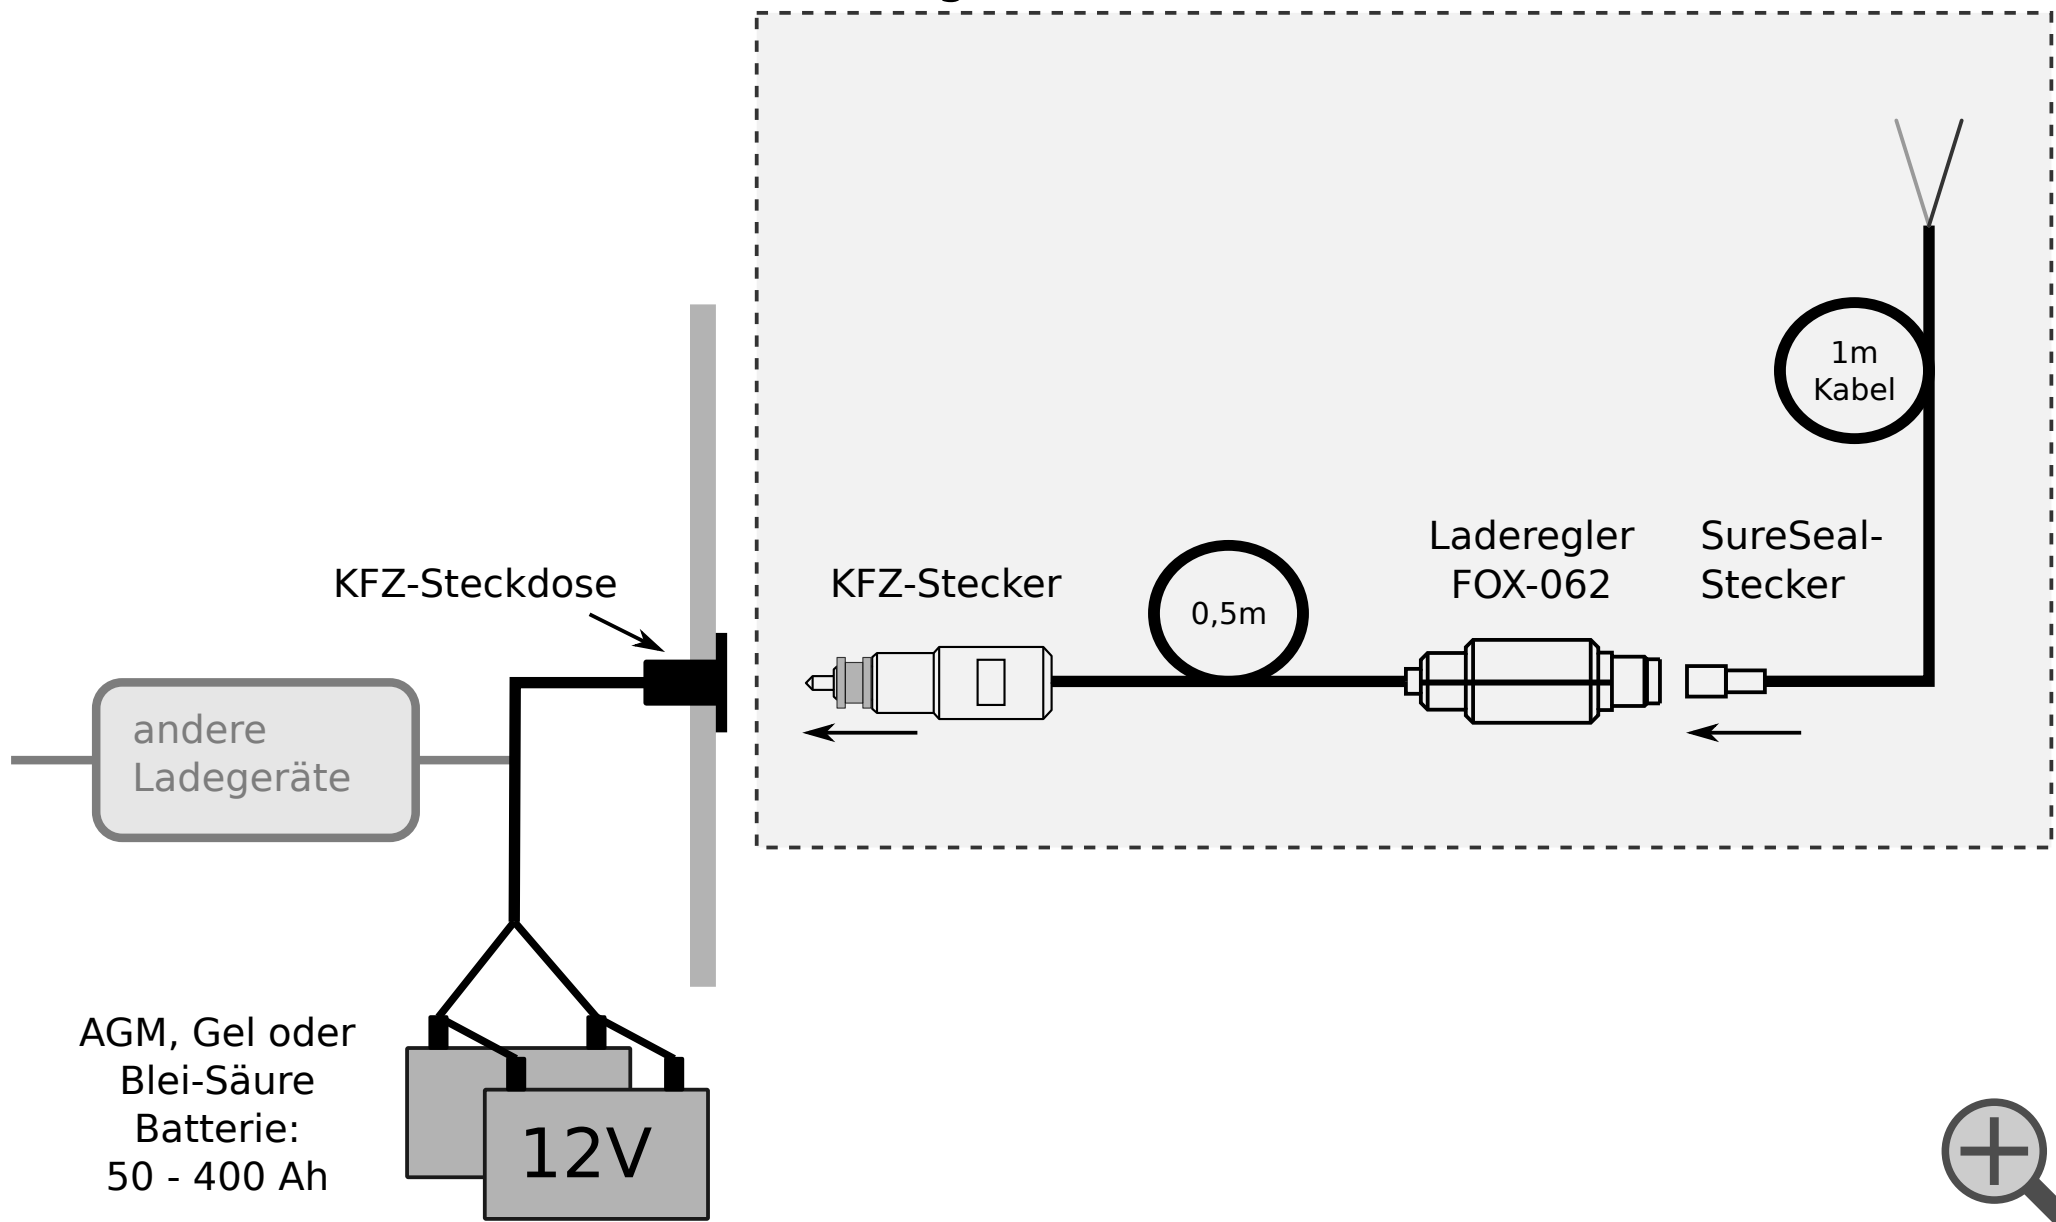 1m
Kabel
KFZ-Steckdose
KFZ-Stecker
0,5m
Laderegler
FOX-062
SureSeal-
Stecker
andere
Ladegeräte
AGM, Gel oder
Blei-Säure
Batterie:
50 - 400 Ah
12V